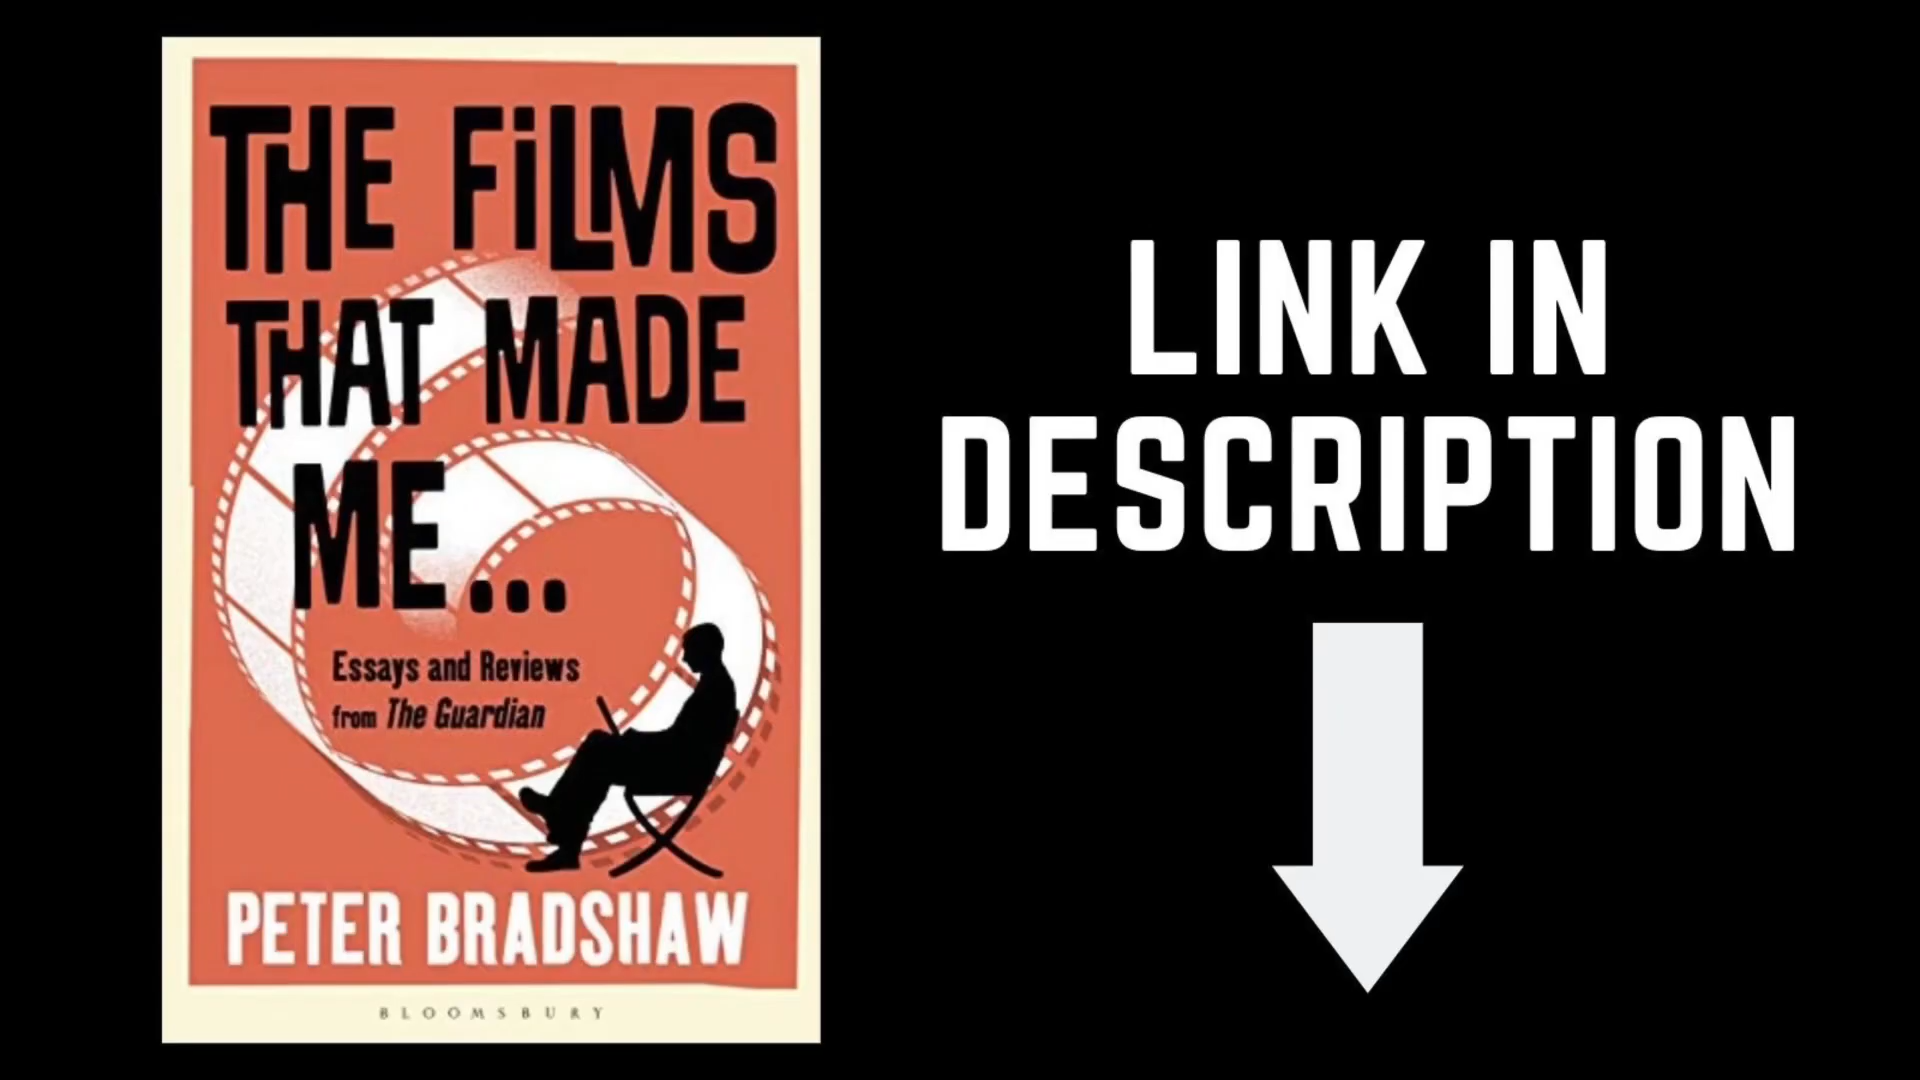 THE FiLMS
THAT MADE
ME...
Essays and Reviews
from The Guardian
PETER BRADSHAW
BLOOMSBURY
LINK IN
DESCRIPTION